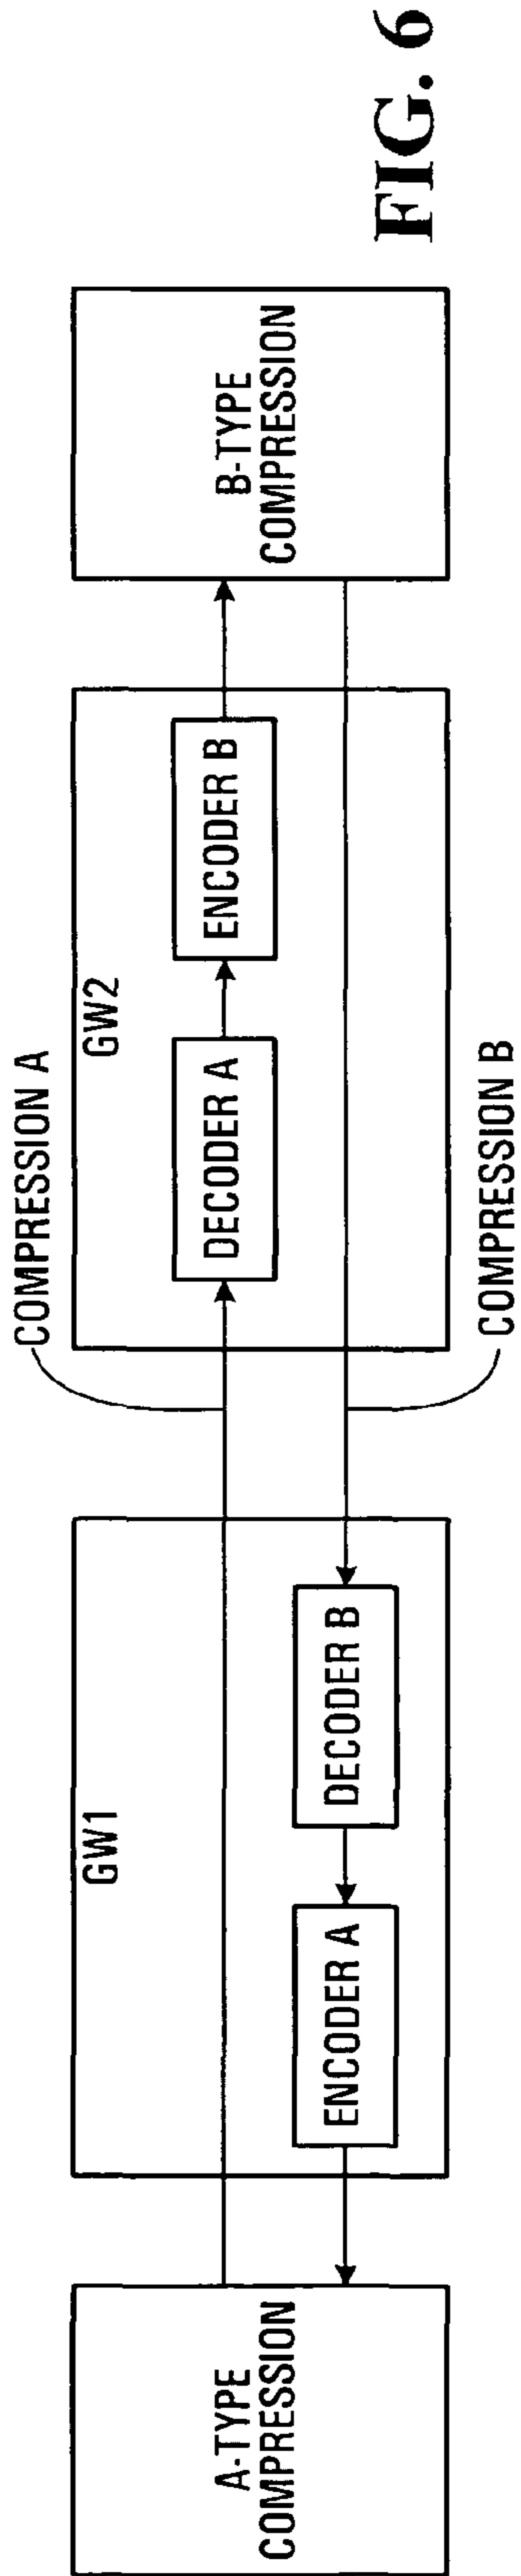 COMPRESSION A
A-TYPE
COMPRESSION
GW1
ENCODER A
DECODER B
GW2
DECODER A
ENCODER B
B-TYPE
COMPRESSION
COMPRESSION B
FIG. 6